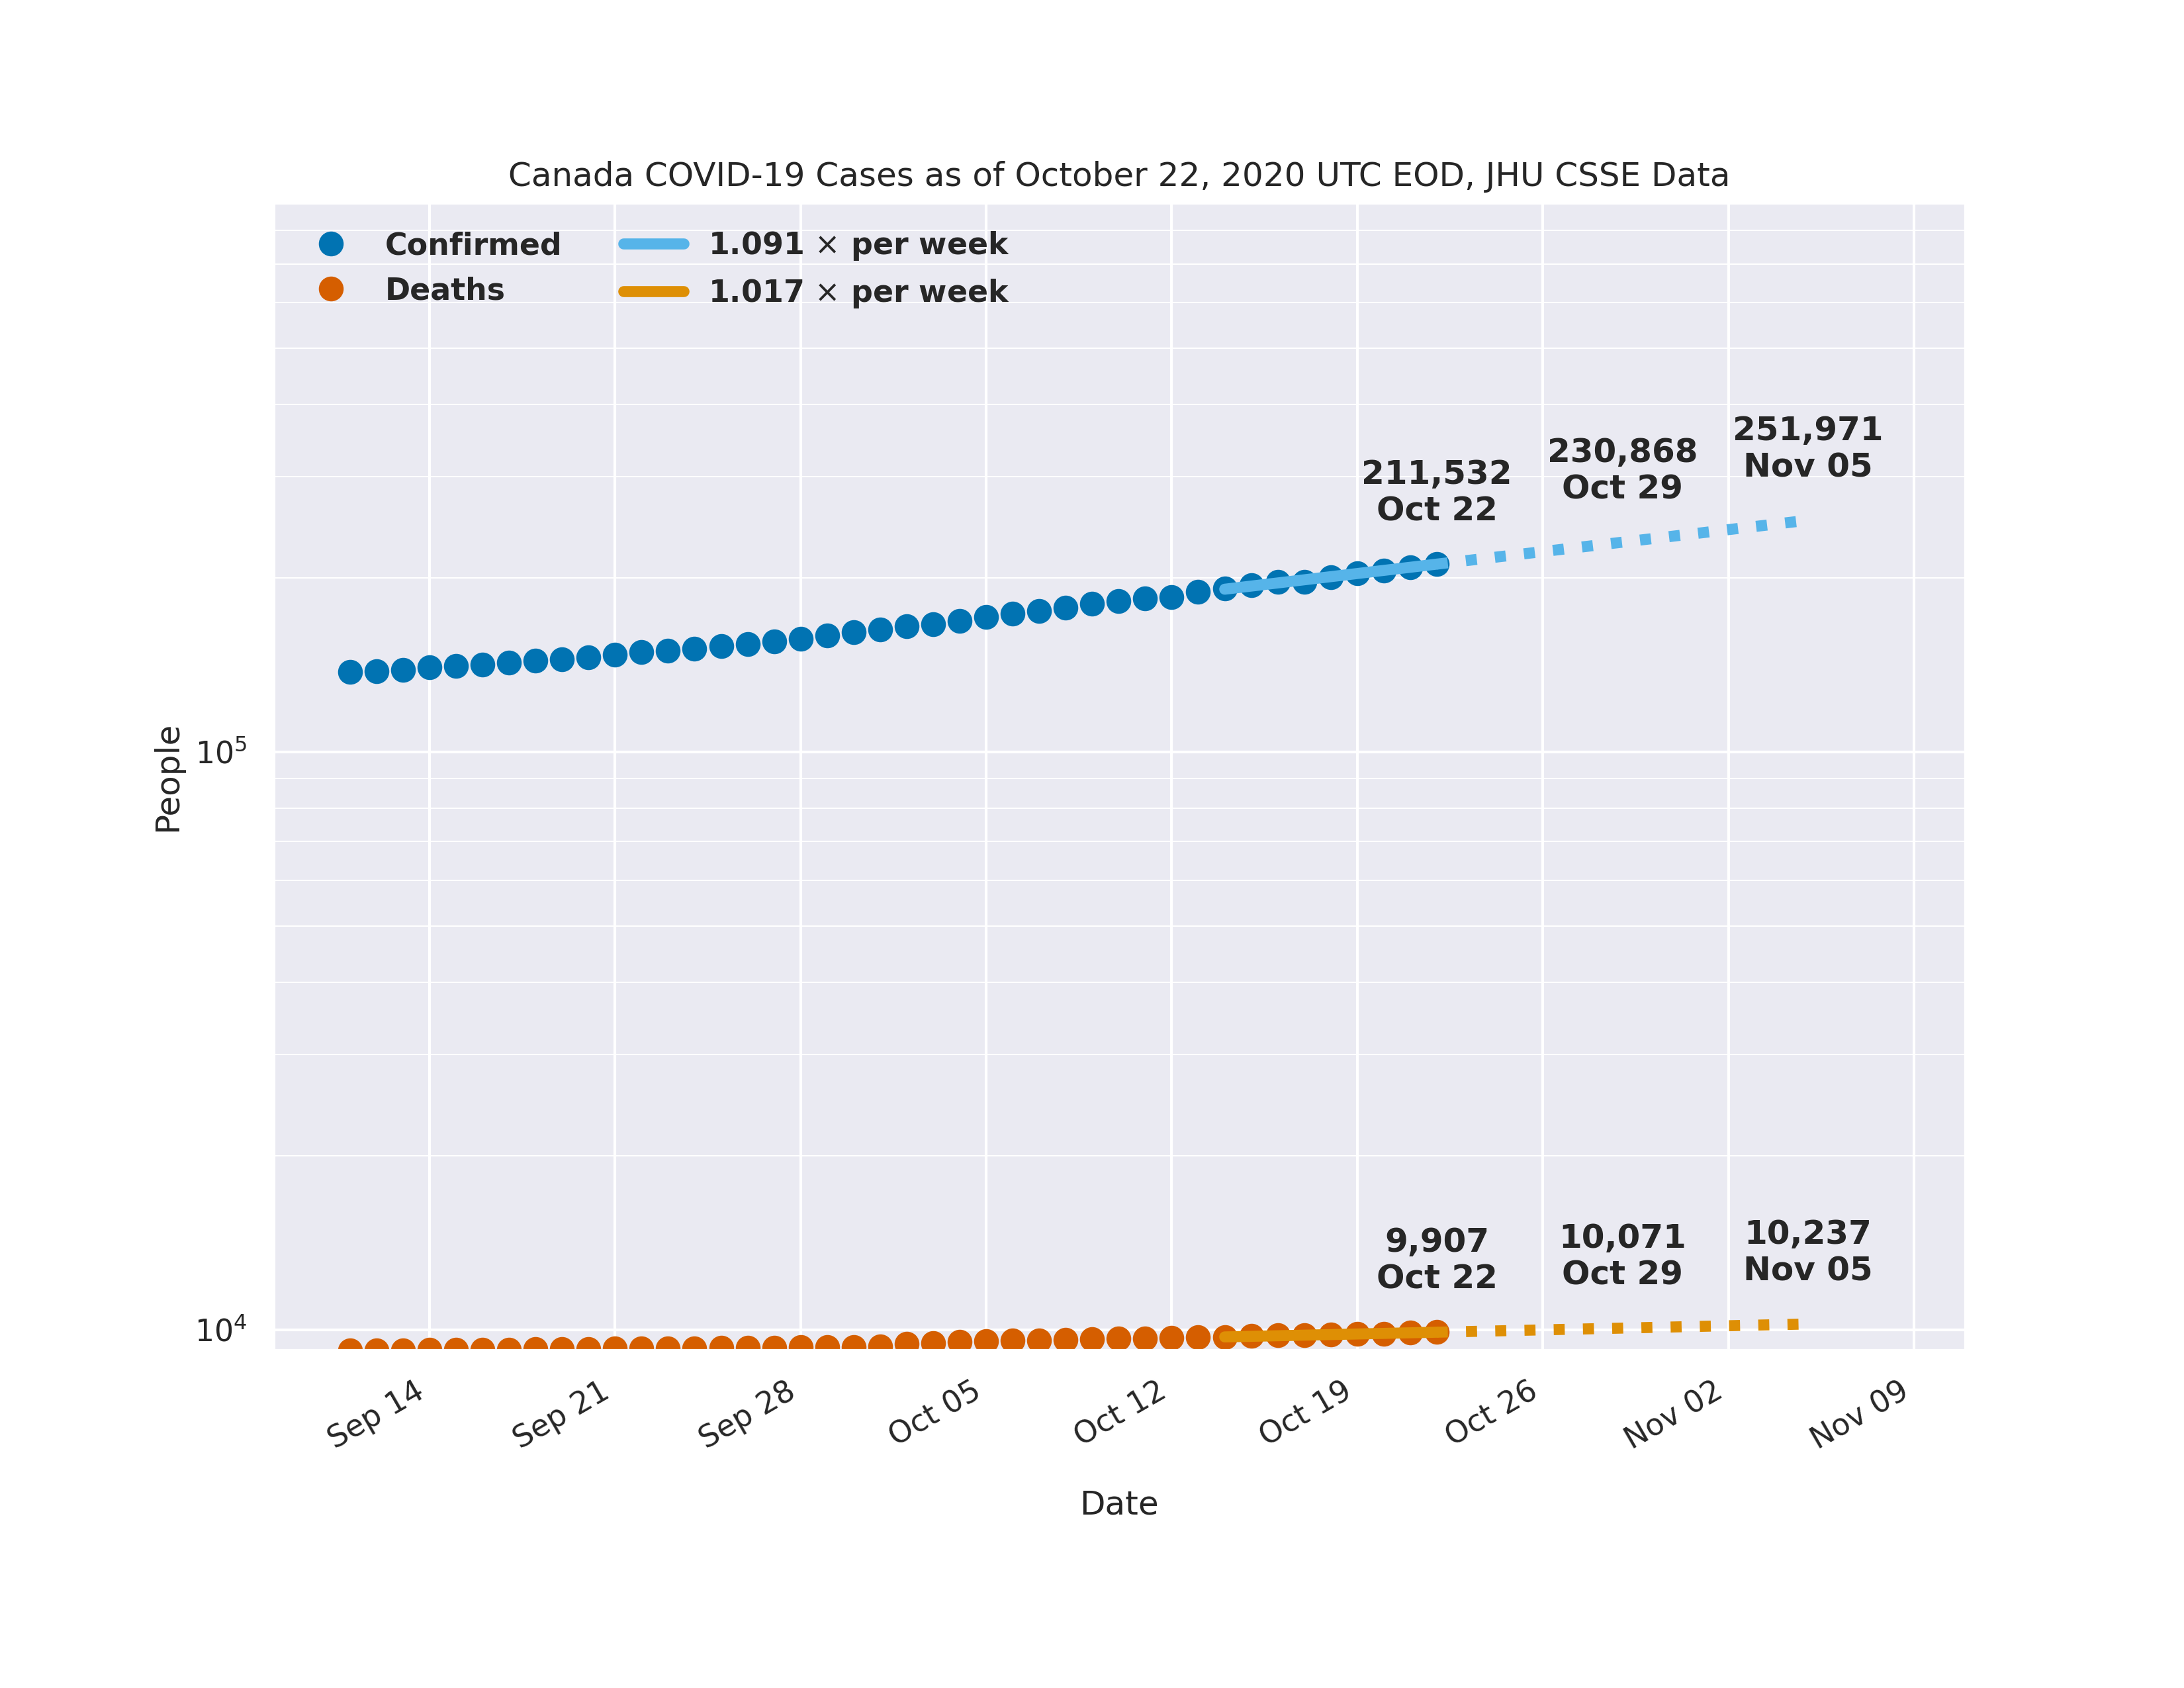 Canada COVID-19 Cases as of October 22, 2020 UTC EOD, JHU CSSE Data
Confirmed
Deaths
1.091 × per week
1.017 × per week
211,532
Oct 22
230,868
Oct 29
251,971
Nov 05
People
10⁵
10⁴
9,907
Oct 22
10,071
Oct 29
10,237
Nov 05
Sep 14
Sep 21
Sep 28
Oct 05
Oct 12
Oct 19
Oct 26
Nov 02
Nov 09
Date